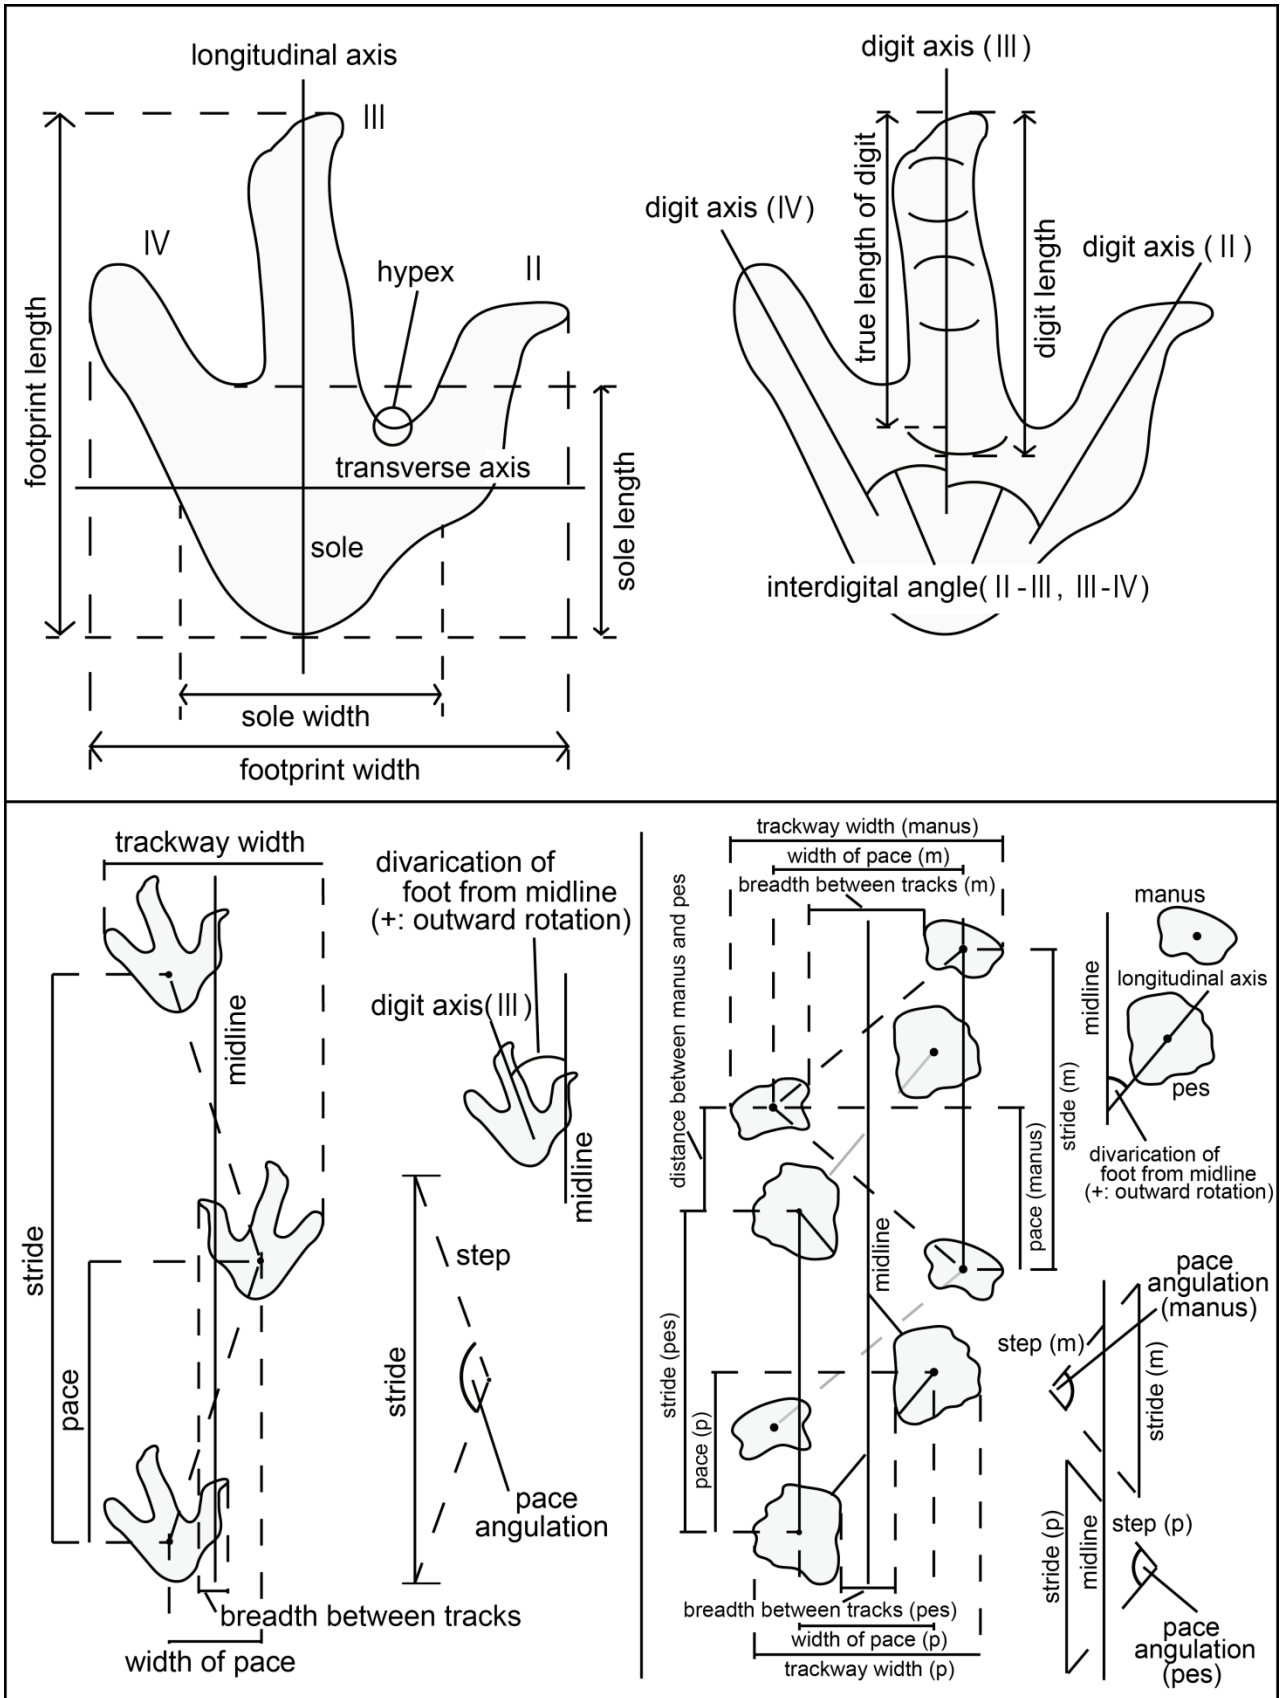 longitudinal axis
III
IV
hypex
II
footprint length
transverse axis
sole
sole length
sole width
footprint width
digit axis (III)
digit axis (IV)
true length of digit
digit length
digit axis (II)
interdigital angle(II-III, III-IV)
trackway width
midline
stride
pace
breadth between tracks
width of pace
divarication of
foot from midline
(+: outward rotation)
digit axis(III)
midline
step
stride
pace
angulation
trackway width (manus)
width of pace (m)
breadth between tracks (m)
distance between manus and pes
stride (m)
pace (manus)
midline
stride (pes)
pace (p)
breadth between tracks (pes)
width of pace (p)
trackway width (p)
manus
midline
longitudinal axis
pes
divarication of
foot from midline
(+: outward rotation)
pace
angulation
(manus)
step (m)
stride (m)
stride (p)
midline
step (p)
pace
angulation
(pes)